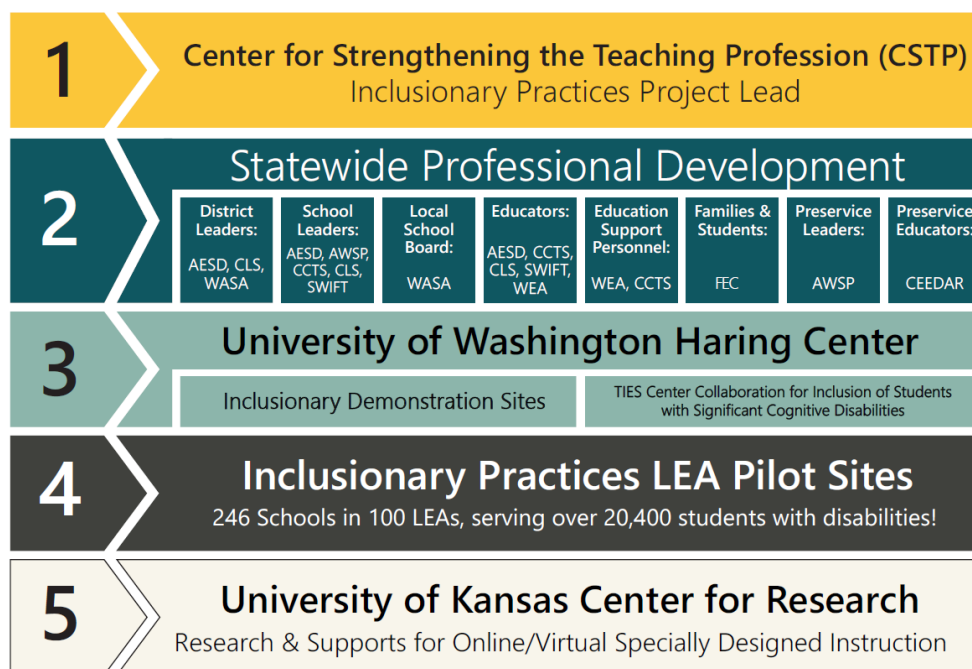 1
Center for Strengthening the Teaching Profession (CSTP)
Inclusionary Practices Project Lead
2
Statewide Professional Development
District
Leaders:
AESD, CLS,
WASA
School
Leaders:
AESD, AWSP,
CCTS, CLS,
SWIFT
Local
School
Board:
WASA
Educators:
AESD, CCTS,
CLS, SWIFT,
WEA
Education
Support
Personnel:
WEA, CCTS
Families &
Students:
FEC
Preservice
Leaders:
AWSP
Preservice
Educators:
CEEDAR
3
University of Washington Haring Center
Inclusionary Demonstration Sites
TIES Center Collaboration for Inclusion of Students
with Significant Cognitive Disabilities
4
Inclusionary Practices LEA Pilot Sites
246 Schools in 100 LEAs, serving over 20,400 students with disabilities!
5
University of Kansas Center for Research
Research & Supports for Online/Virtual Specially Designed Instruction